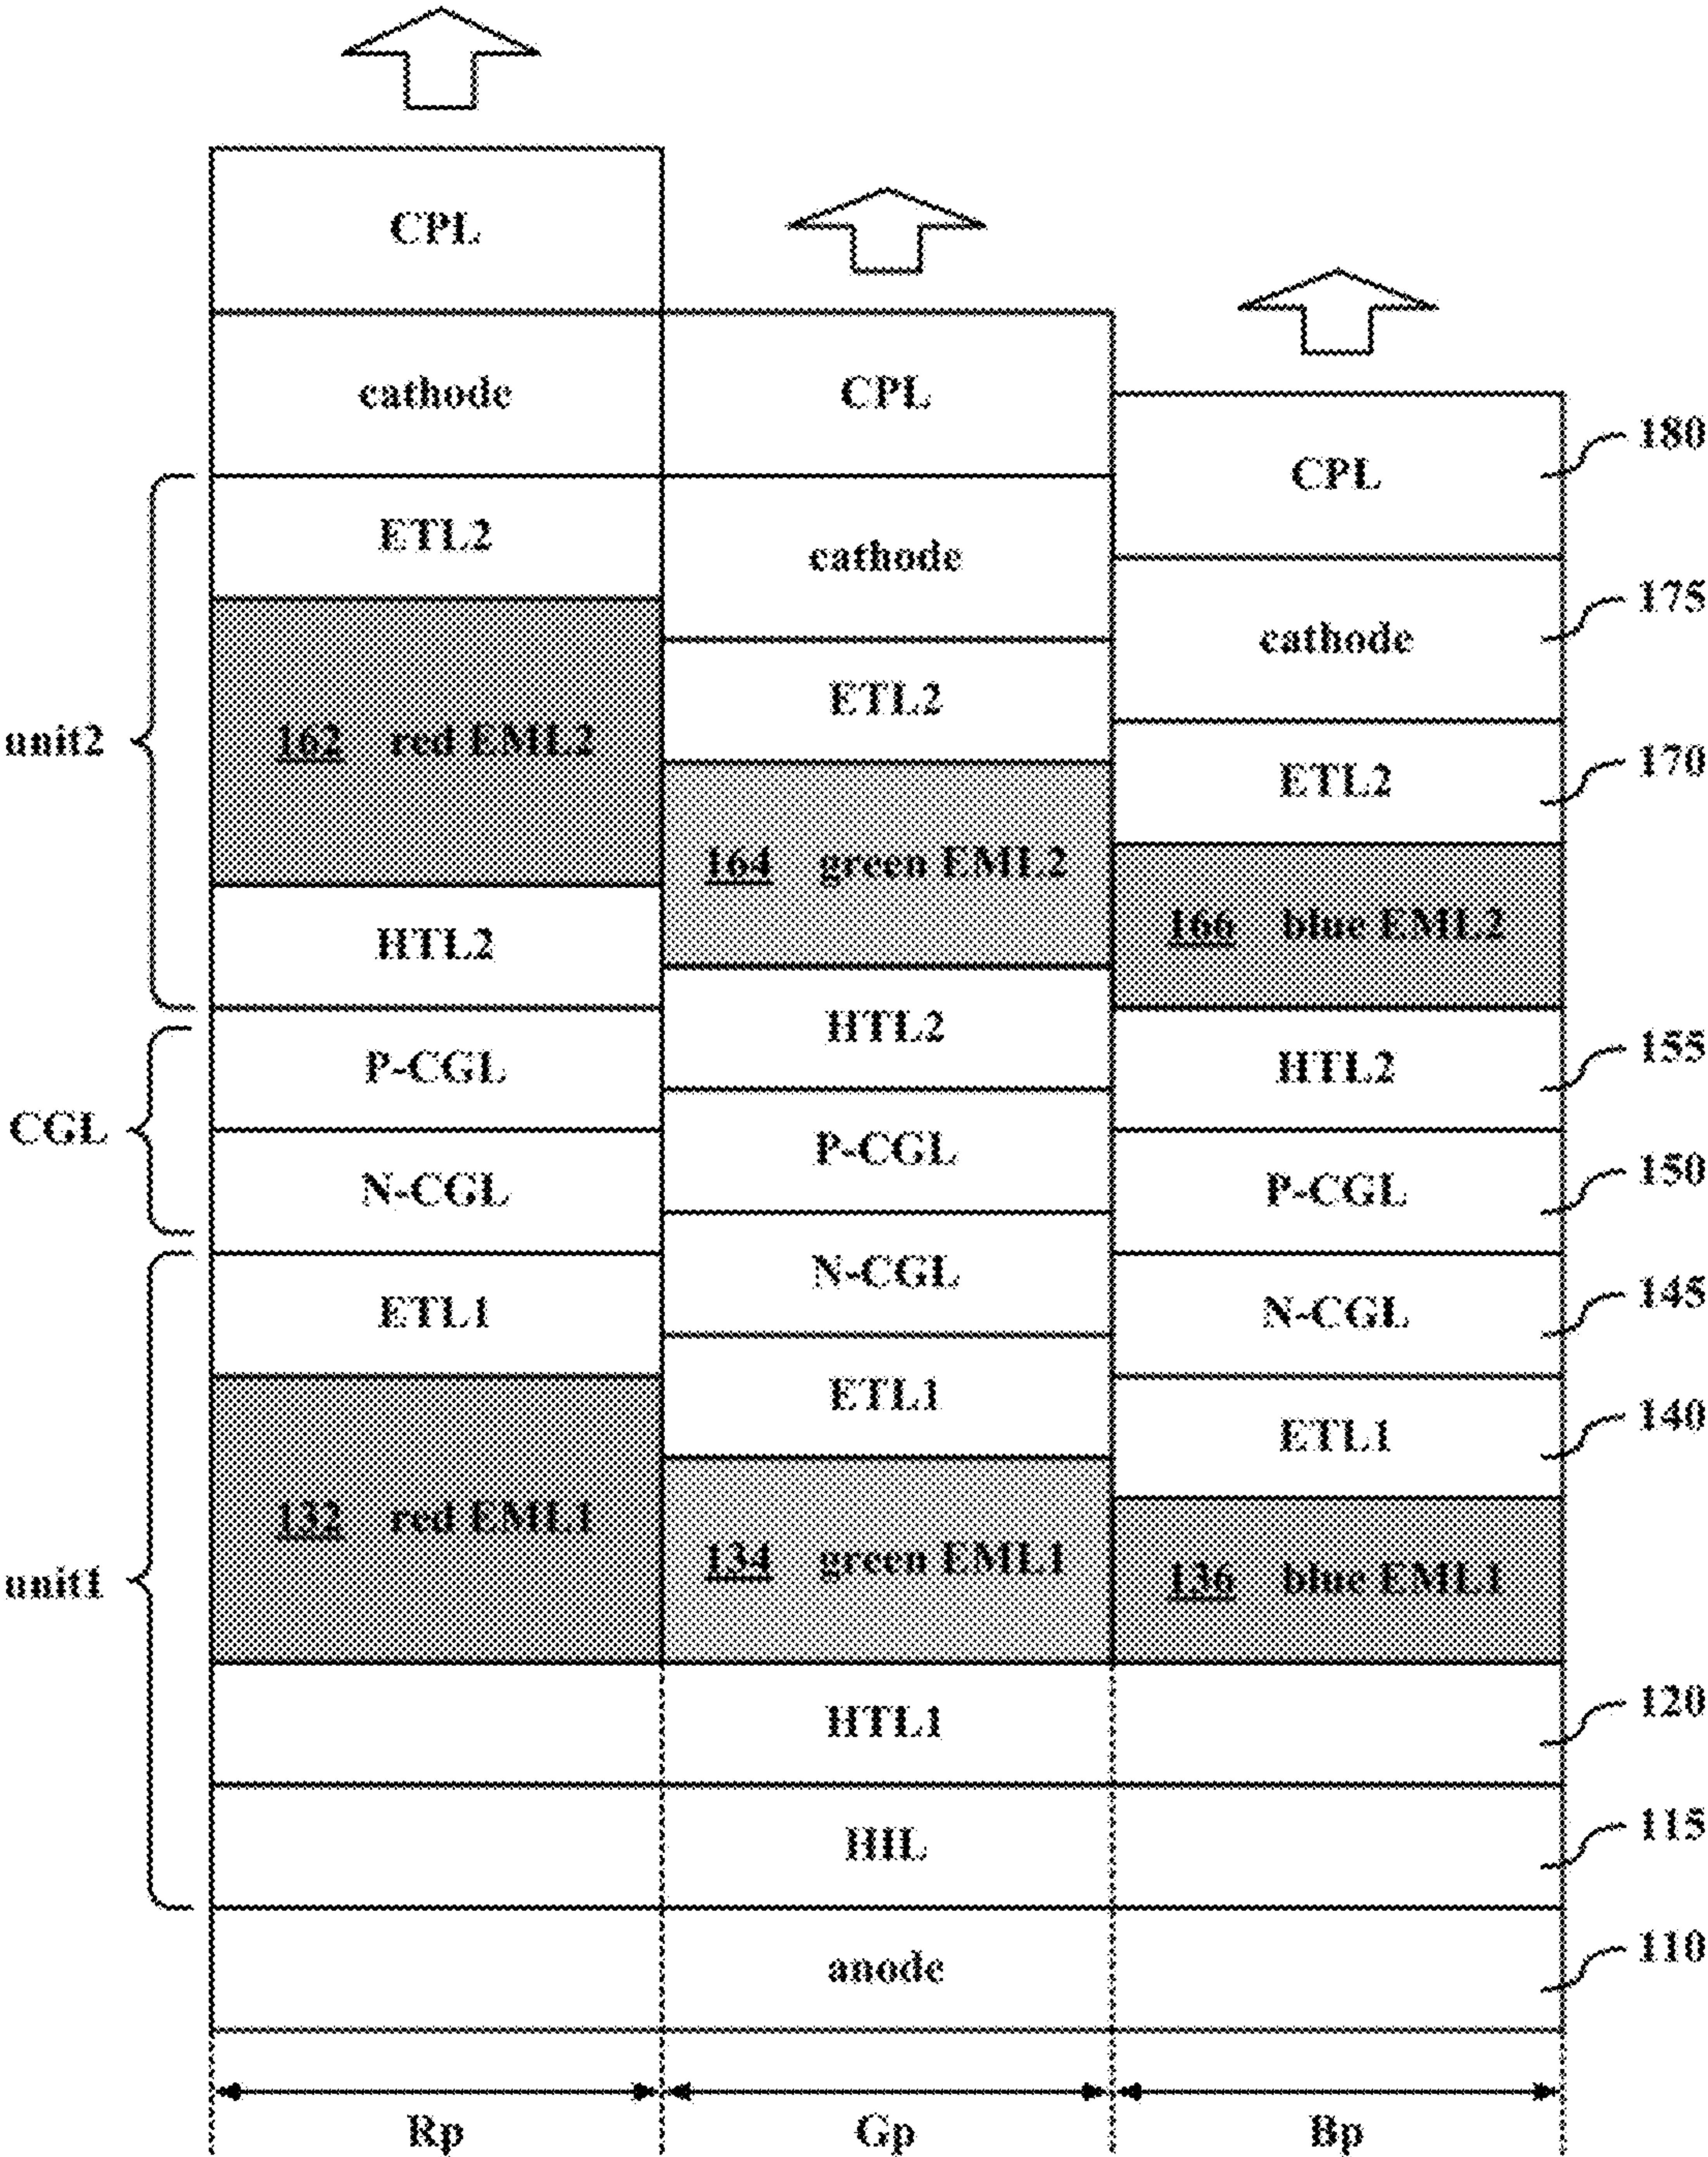 CPL
cathode
CPL
180
CPL
ETL2
cathode
175
cathode
unit2
162 red EML2
ETL2
170
ETL2
164 green EML2
166 blue EML2
HTL2
HTL2
155
HTL2
P-CGL
CGL
P-CGL
150
P-CGL
N-CGL
N-CGL
145
N-CGL
ETL1
ETL1
140
ETL1
132 red EML1
134 green EML1
136 blue EML1
unit1
HTL1
120
HIL
115
anode
110
Rp
Gp
Bp